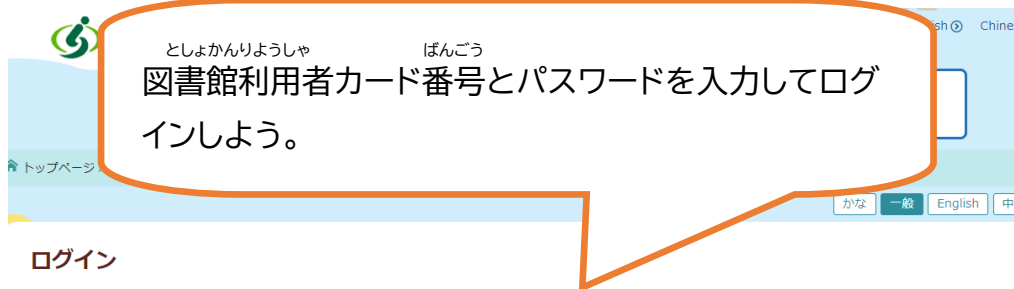 としょかんりようしゃ ばんごう
図書館利用者カード番号とパスワードを入力してログ
インしよう。
トップページ
かな 一般 English 中
ログイン